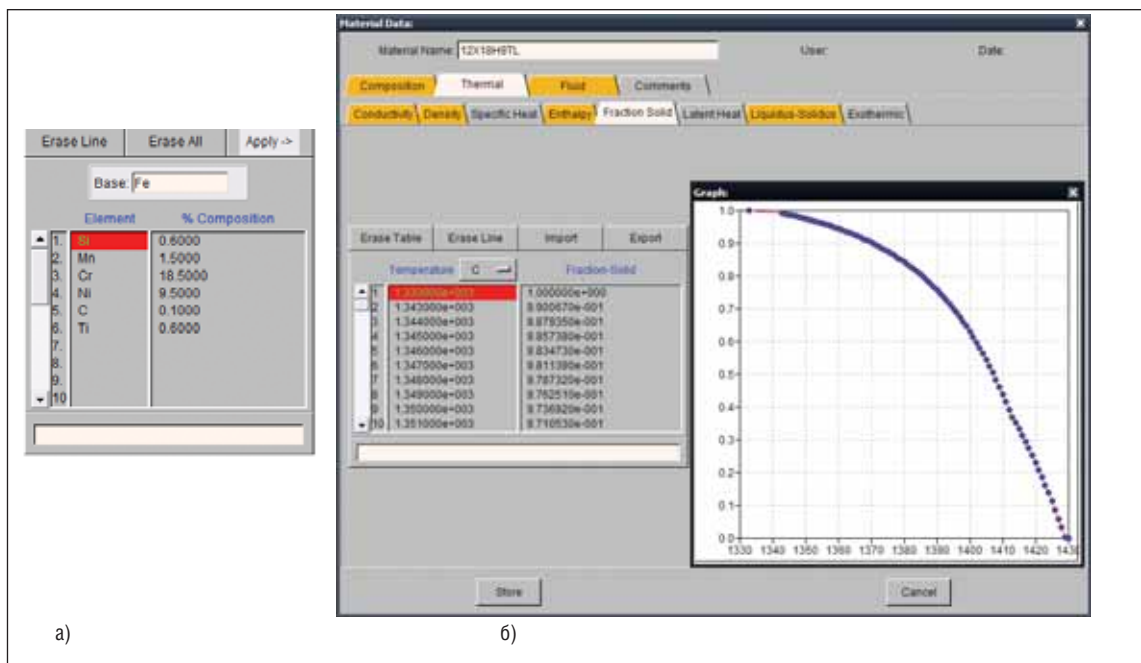 Erase Line Erase All Apply ->
Base: Fe
Element % Composition
1. Si 0.6000
2. Mn 1.5000
3. Cr 18.5000
4. Ni 9.5000
5. C 0.1000
6. Ti 0.6000
7.
8.
9.
10
а)
Material Data:
Material Name: 12X18H9TL User: Date:
Composition Thermal Fluid Comments
Conductivity Density Specific Heat Enthalpy Fraction Solid Latent Heat Liquidus-Solidus Exothermic
Erase Table Erase Line Import Export
Temperature C Fraction-Solid
1 1.000000e+000
2 1.343000e+003 9.900670e-001
3 1.344000e+003 9.879350e-001
4 1.345000e+003 9.857380e-001
5 1.346000e+003 9.834730e-001
6 1.347000e+003 9.811390e-001
7 1.348000e+003 9.787320e-001
8 1.349000e+003 9.762510e-001
9 1.350000e+003 9.736920e-001
10 1.351000e+003 9.710530e-001
Graph:
1.0
0.9
0.8
0.7
0.6
0.5
0.4
0.3
0.2
0.1
0.0
1330 1340 1350 1360 1370 1380 1390 1400 1410 1420 1430
Store Cancel
б)